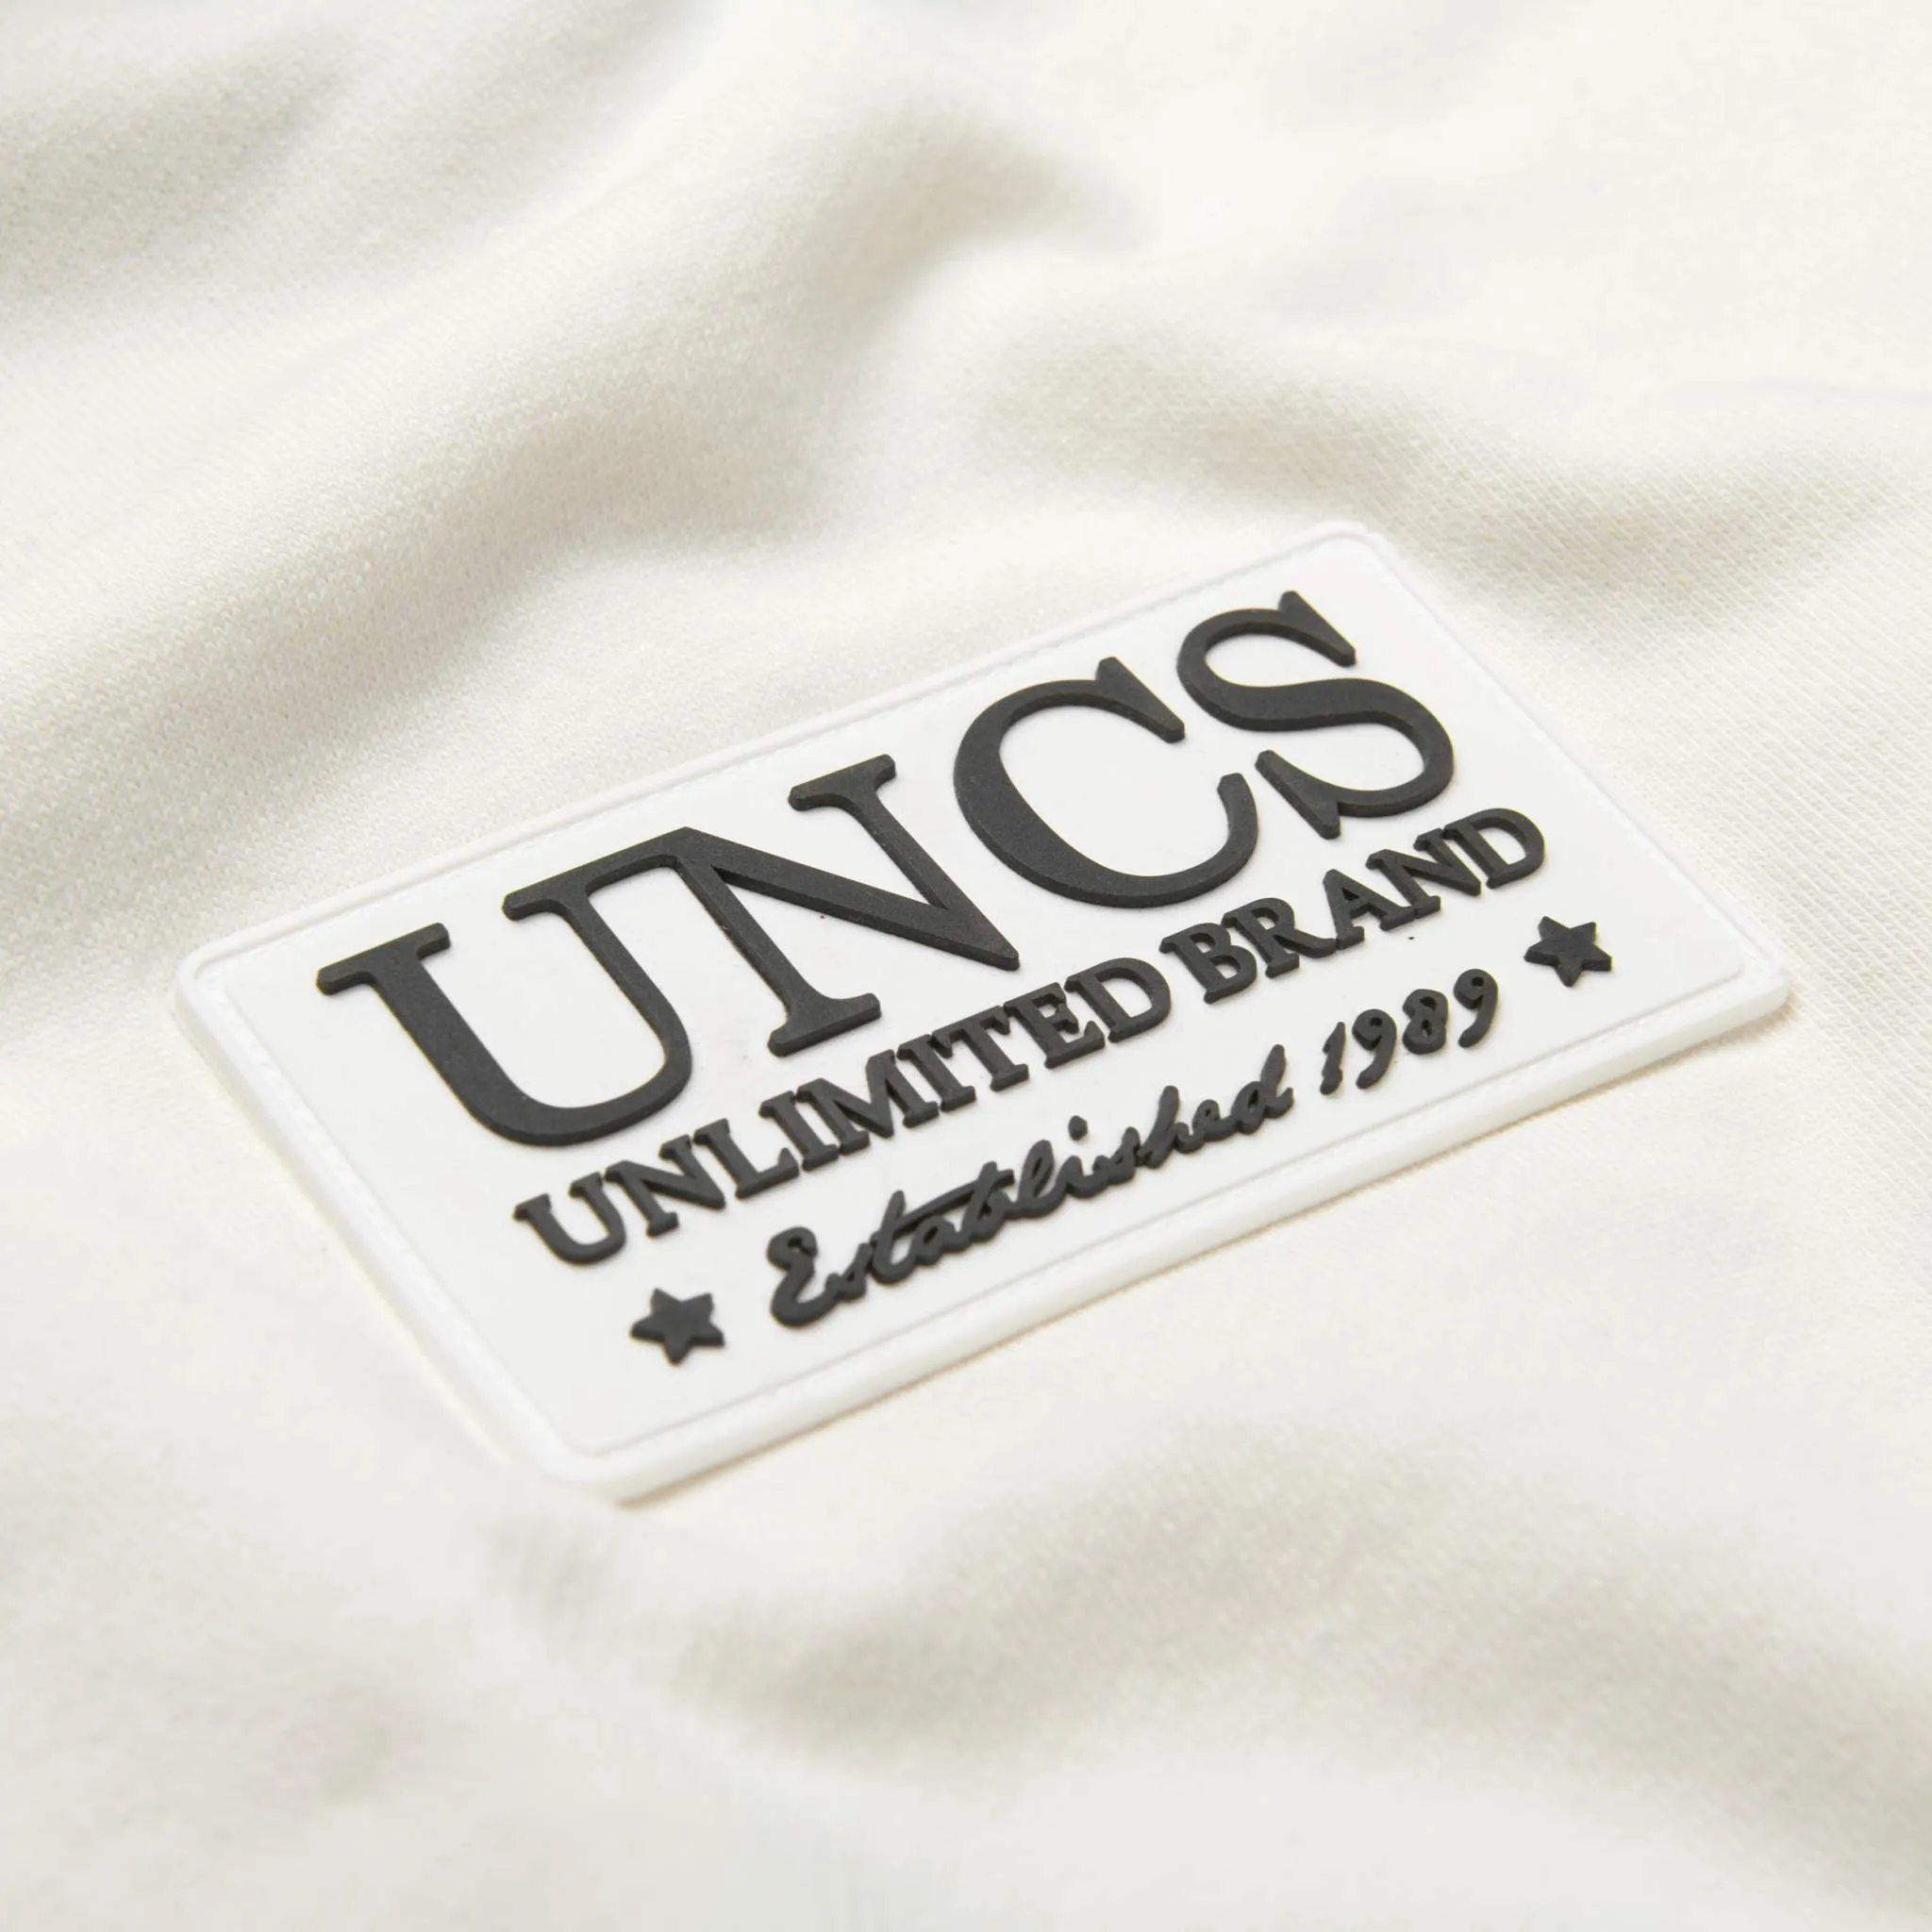 UNCS
UNLIMITED BRAND
Established 1989